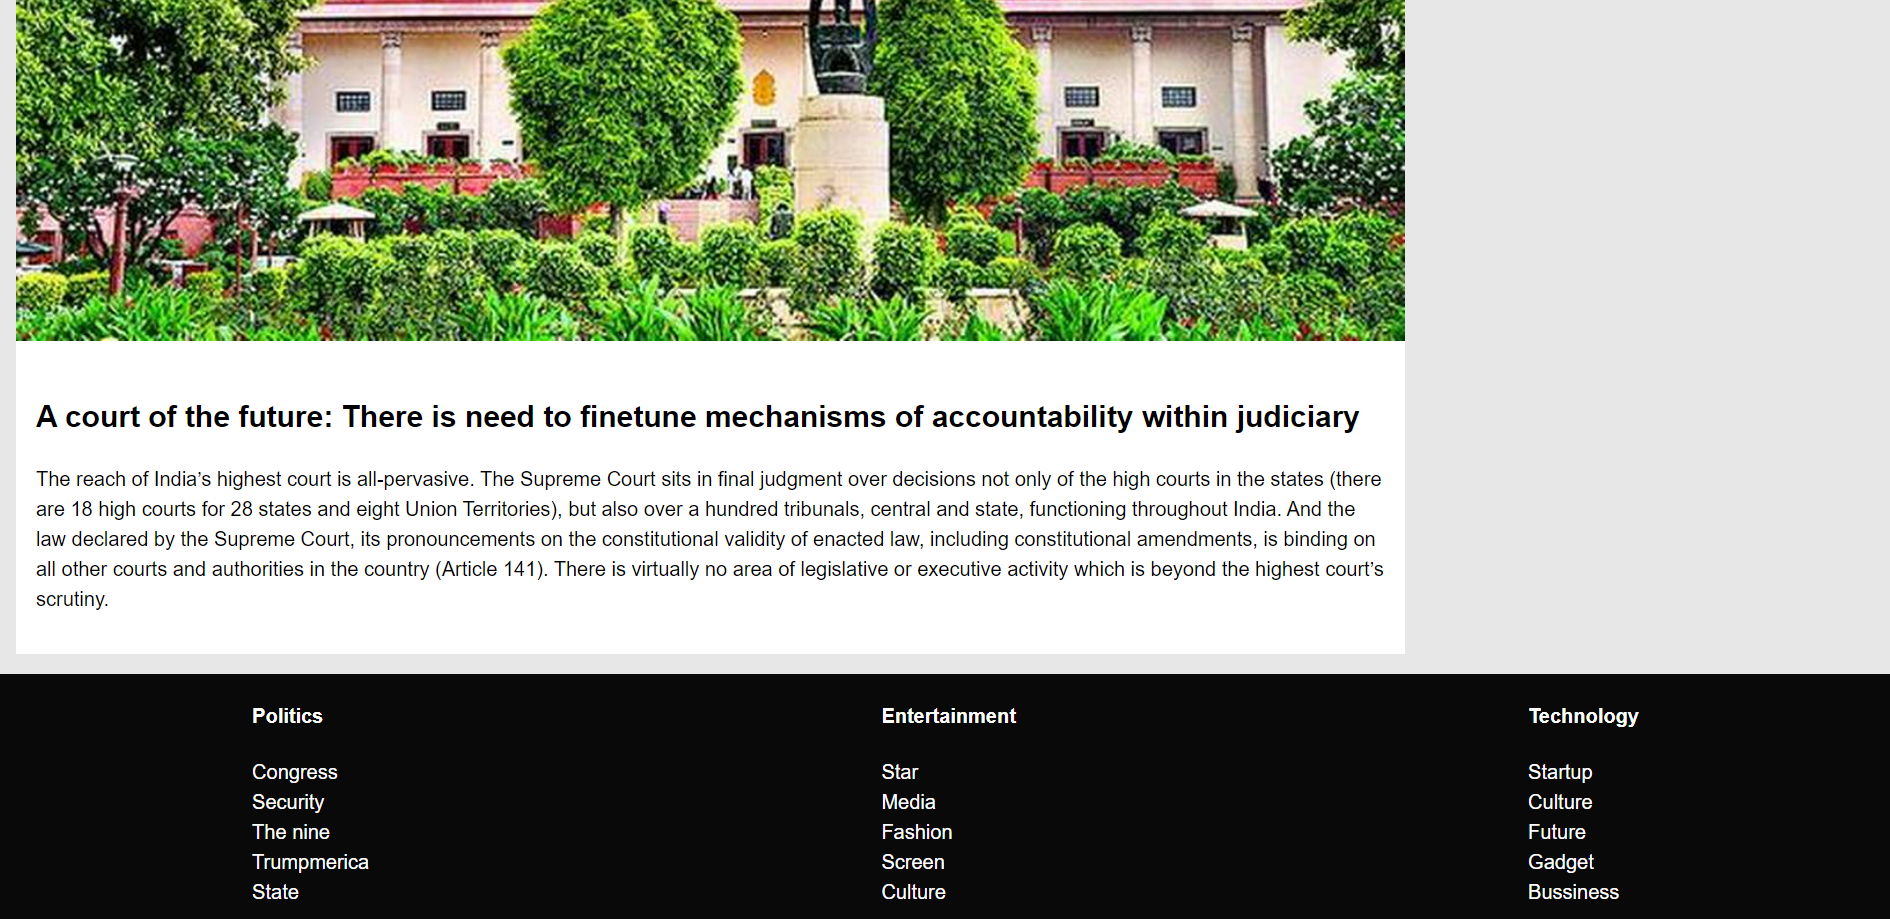 A court of the future: There is need to finetune mechanisms of accountability within judiciary
The reach of India’s highest court is all-pervasive. The Supreme Court sits in final judgment over decisions not only of the high courts in the states (there
are 18 high courts for 28 states and eight Union Territories), but also over a hundred tribunals, central and state, functioning throughout India. And the
law declared by the Supreme Court, its pronouncements on the constitutional validity of enacted law, including constitutional amendments, is binding on
all other courts and authorities in the country (Article 141). There is virtually no area of legislative or executive activity which is beyond the highest court’s
scrutiny.
Politics
Congress
Security
The nine
Trumpmerica
State
Entertainment
Star
Media
Fashion
Screen
Culture
Technology
Startup
Culture
Future
Gadget
Bussiness